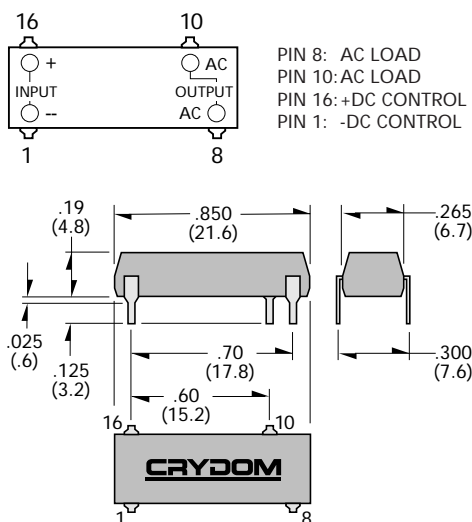 16 10
+ AC
INPUT OUTPUT
-- AC
1 8
PIN 8: AC LOAD
PIN 10: AC LOAD
PIN 16: +DC CONTROL
PIN 1: -DC CONTROL
.19
(4.8)
.850
(21.6)
.265
(6.7)
.025
(.6)
.125
(3.2)
.70
(17.8)
.300
(7.6)
.60
(15.2)
16 10
CRYDOM
1 8